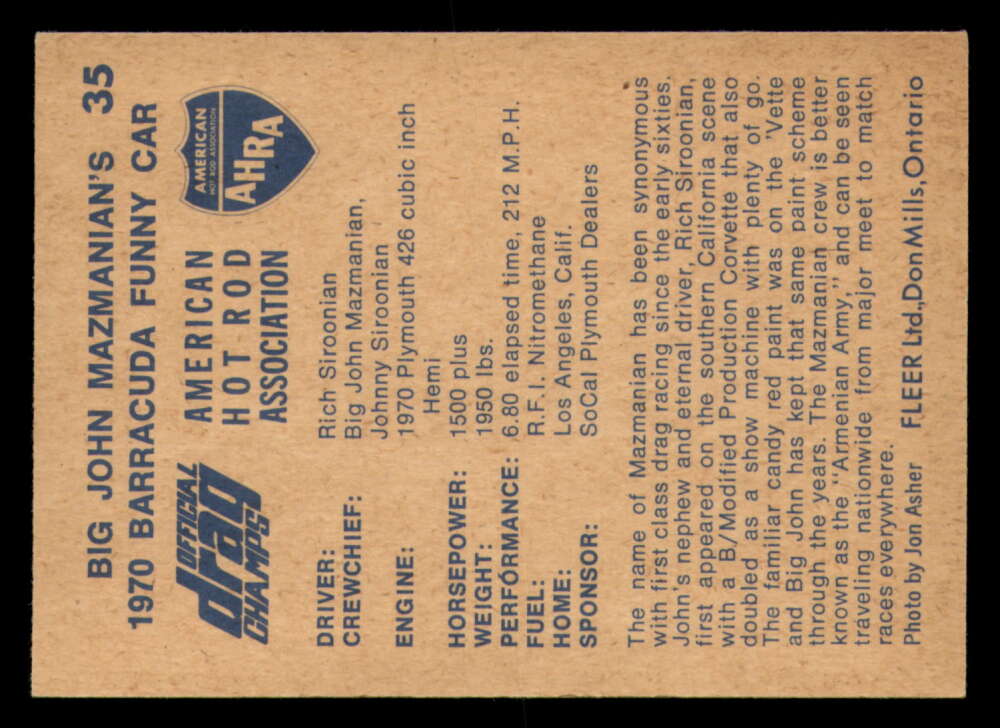 BIG JOHN MAZMANIAN'S 35
1970 BARRACUDA FUNNY CAR
OFFICIAL
drag
CHAMPS
AMERICAN
HOT ROD
ASSOCIATION
AMERICAN
HOT ROD ASSOCIATION
AHRA
DRIVER: Rich Siroonian
CREWCHIEF: Big John Mazmanian,
Johnny Siroonian
ENGINE: 1970 Plymouth 426 cubic inch
Hemi
HORSEPOWER: 1500 plus
WEIGHT: 1950 lbs.
PERFORMANCE: 6.80 elapsed time, 212 M.P.H.
FUEL: R.F.I. Nitromethane
HOME: Los Angeles, Calif.
SPONSOR: SoCal Plymouth Dealers
The name of Mazmanian has been synonymous
with first class drag racing since the early sixties.
John's nephew and eternal driver, Rich Siroonian,
first appeared on the southern California scene
with a B/Modified Production Corvette that also
doubled as a show machine with plenty of go.
The familiar candy red paint was on the 'Vette
and Big John has kept that same paint scheme
through the years. The Mazmanian crew is better
known as the "Armenian Army," and can be seen
traveling nationwide from major meet to match
races everywhere.
Photo by Jon Asher FLEER Ltd., Don Mills, Ontario